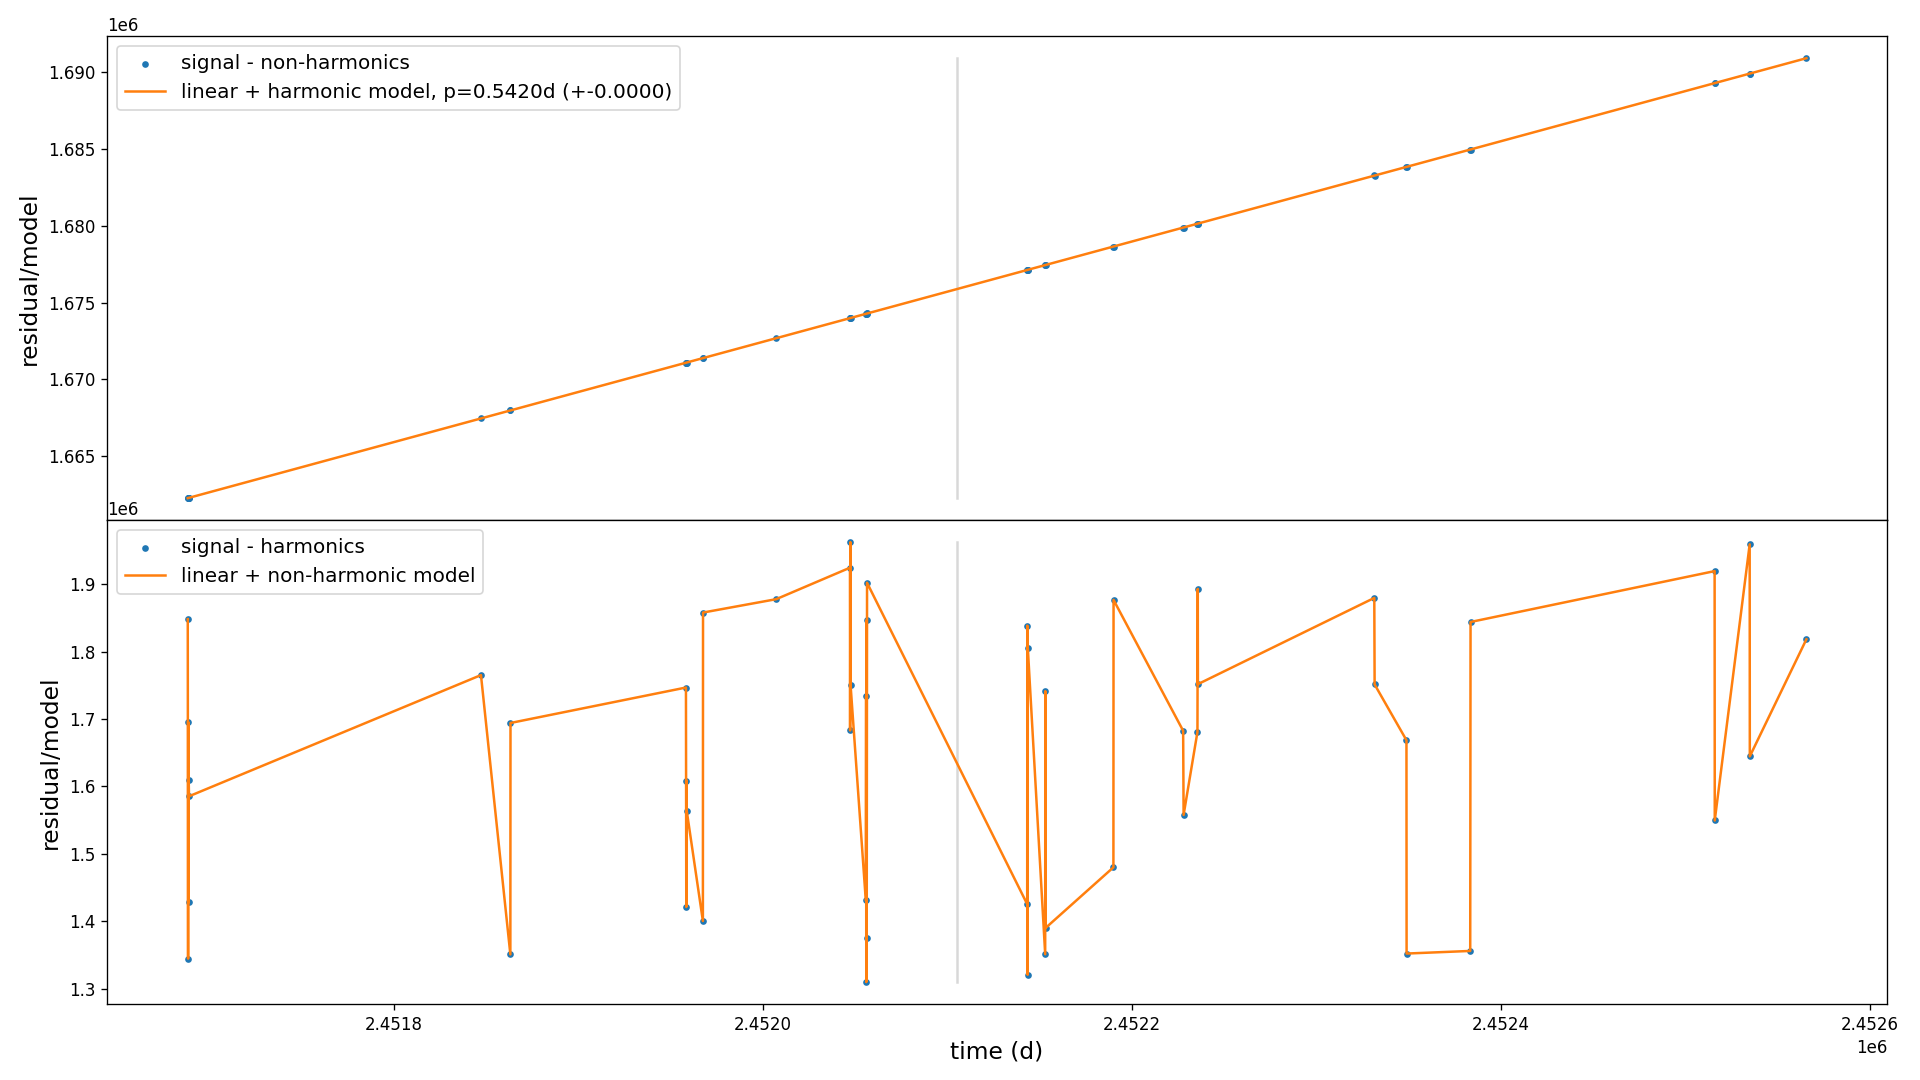 1e6
signal - non-harmonics
linear + harmonic model, p=0.5420d (+-0.0000)
1.690
1.685
1.680
1.675
1.670
1.665
residual/model
1e6
signal - harmonics
linear + non-harmonic model
1.9
1.8
1.7
1.6
1.5
1.4
1.3
residual/model
2.4518
2.4520
2.4522
2.4524
2.4526
time (d)
1e6